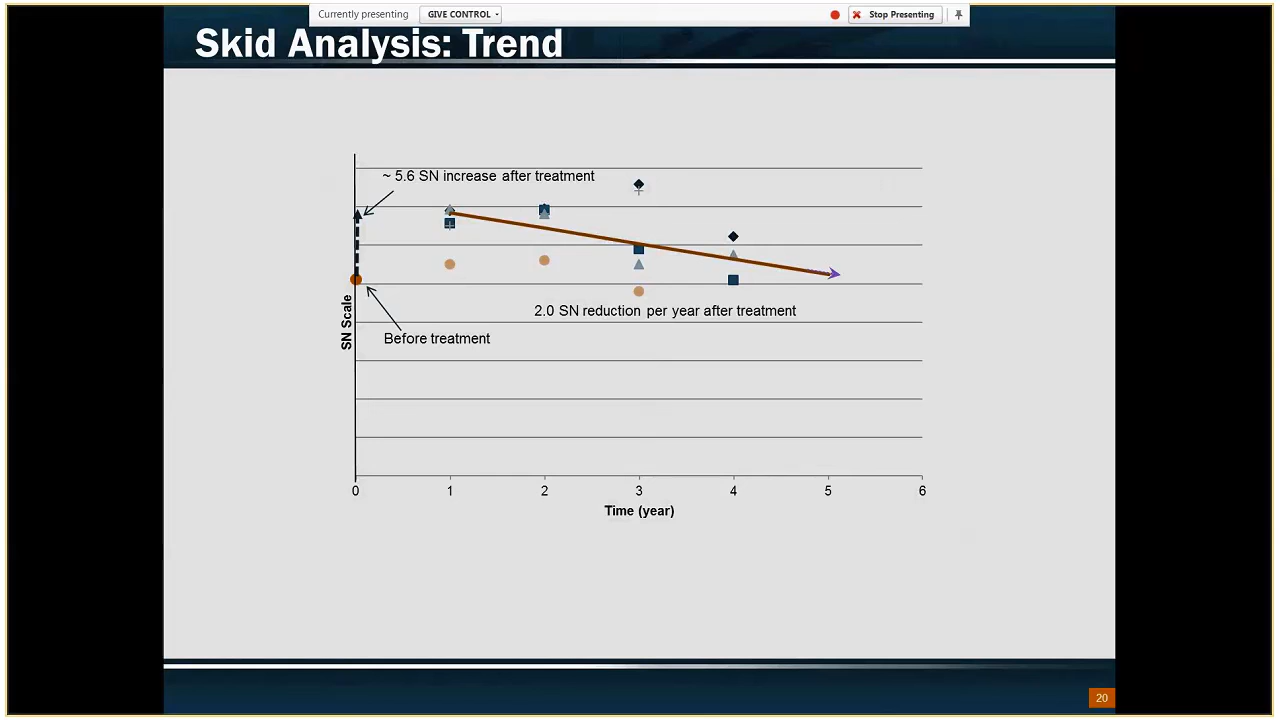 Currently presenting
GIVE CONTROL
Stop Presenting
Skid Analysis: Trend
~ 5.6 SN increase after treatment
2.0 SN reduction per year after treatment
Before treatment
SN Scale
0 1 2 3 4 5 6
Time (year)
20